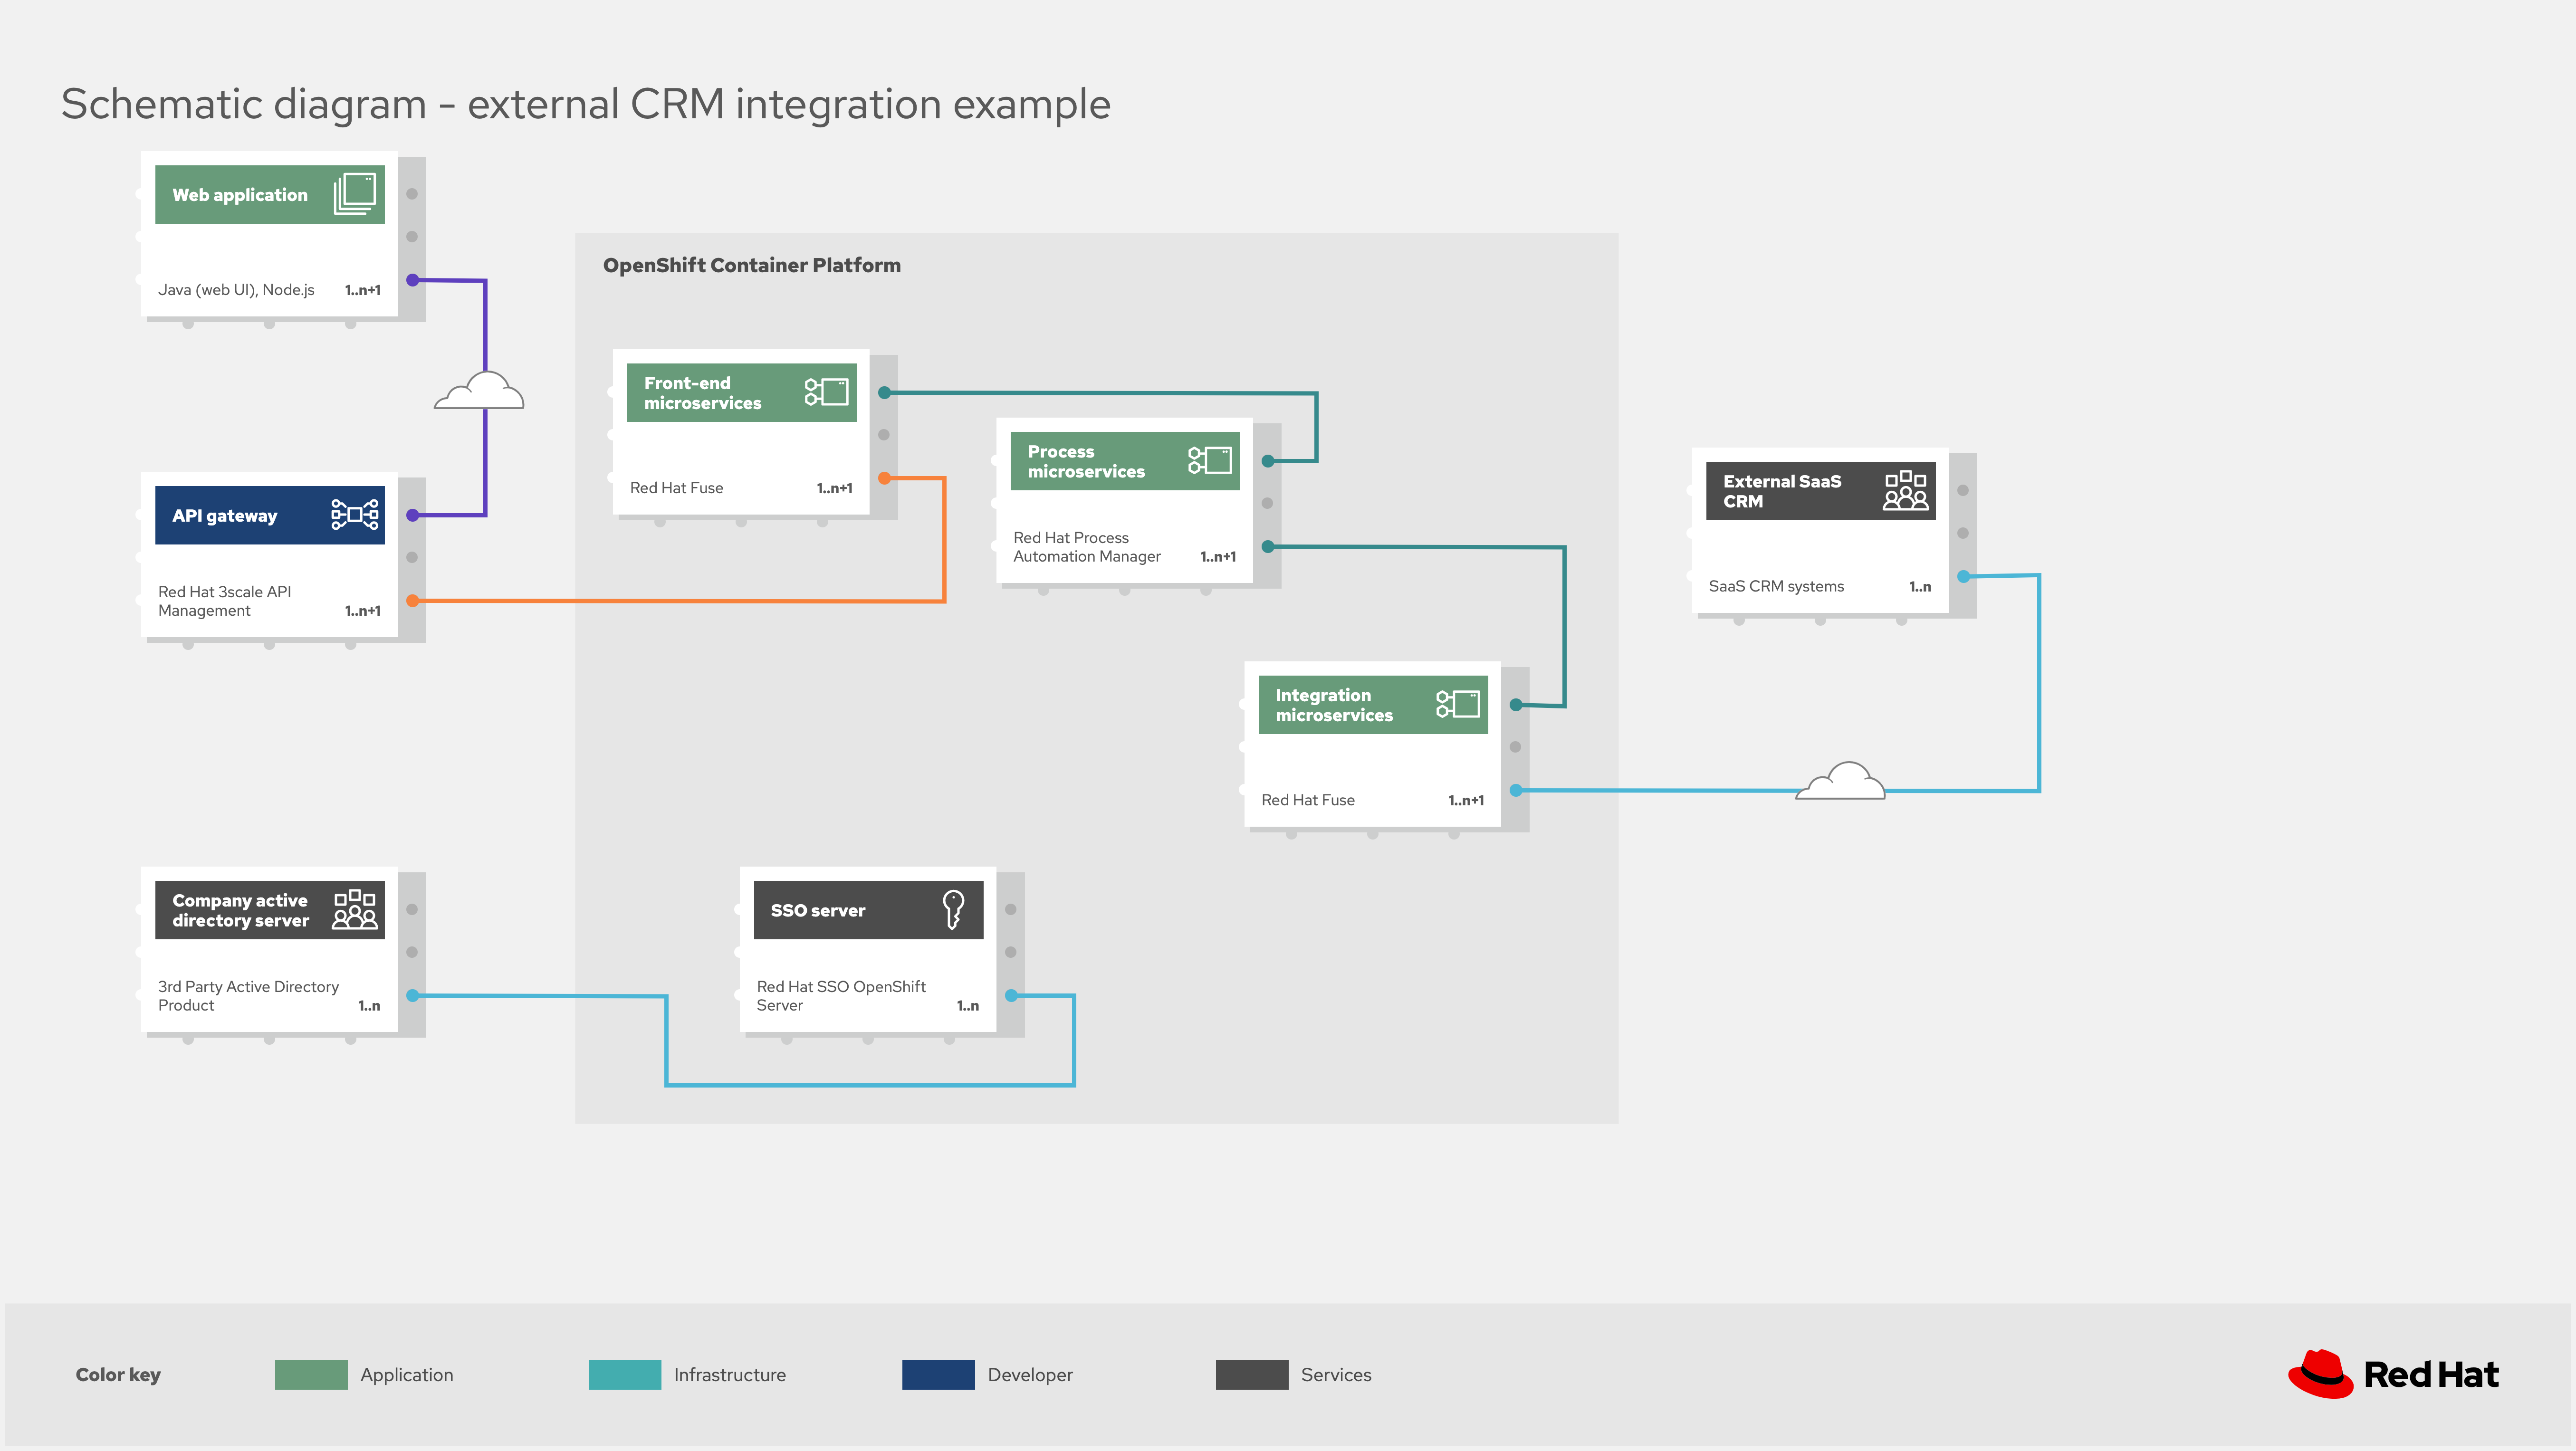 Schematic diagram - external CRM integration example
Web application
Java (web UI), Node.js 1..n+1
API gateway
Red Hat 3scale API
Management 1..n+1
Company active
directory server
3rd Party Active Directory
Product 1..n
OpenShift Container Platform
Front-end
microservices
Red Hat Fuse 1..n+1
Process
microservices
Red Hat Process
Automation Manager 1..n+1
Integration
microservices
Red Hat Fuse 1..n+1
SSO server
Red Hat SSO OpenShift
Server 1..n
External SaaS
CRM
SaaS CRM systems 1..n
Color key Application Infrastructure Developer Services
Red Hat